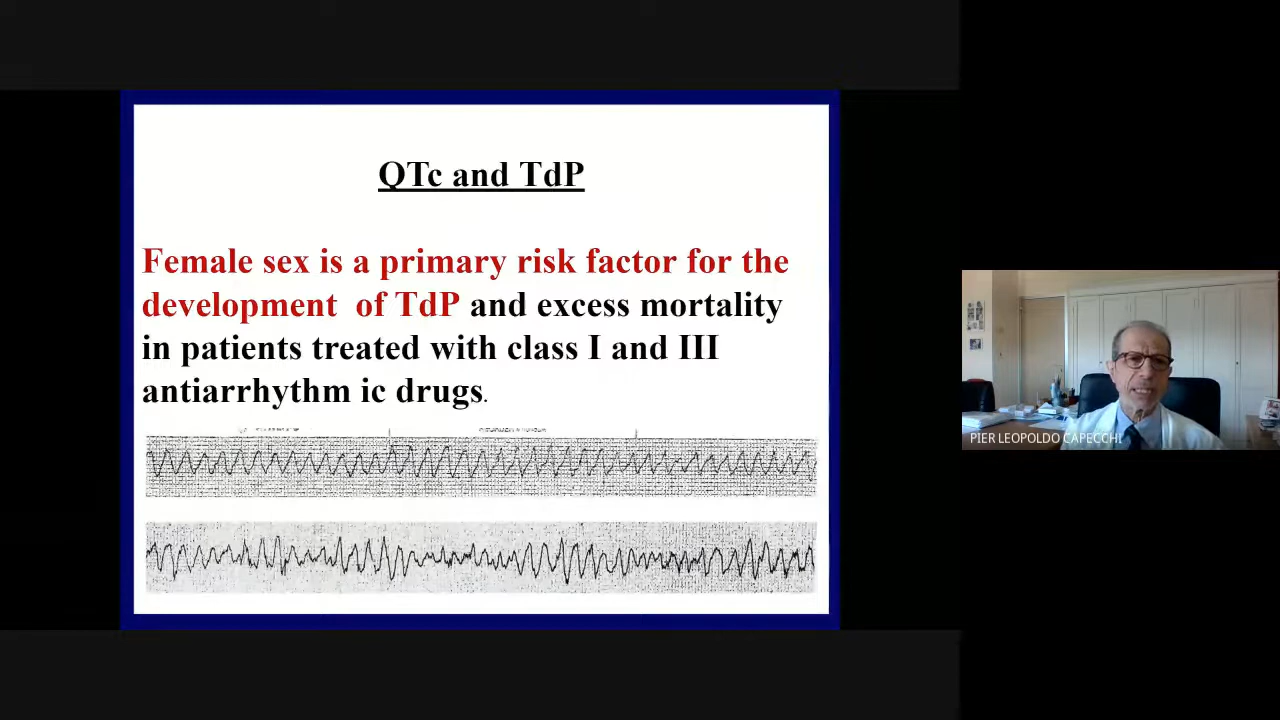 QTc and TdP
Female sex is a primary risk factor for the
development of TdP and excess mortality
in patients treated with class I and III
antiarrhythm ic drugs.
PIER LEOPOLDO CAPECCHI